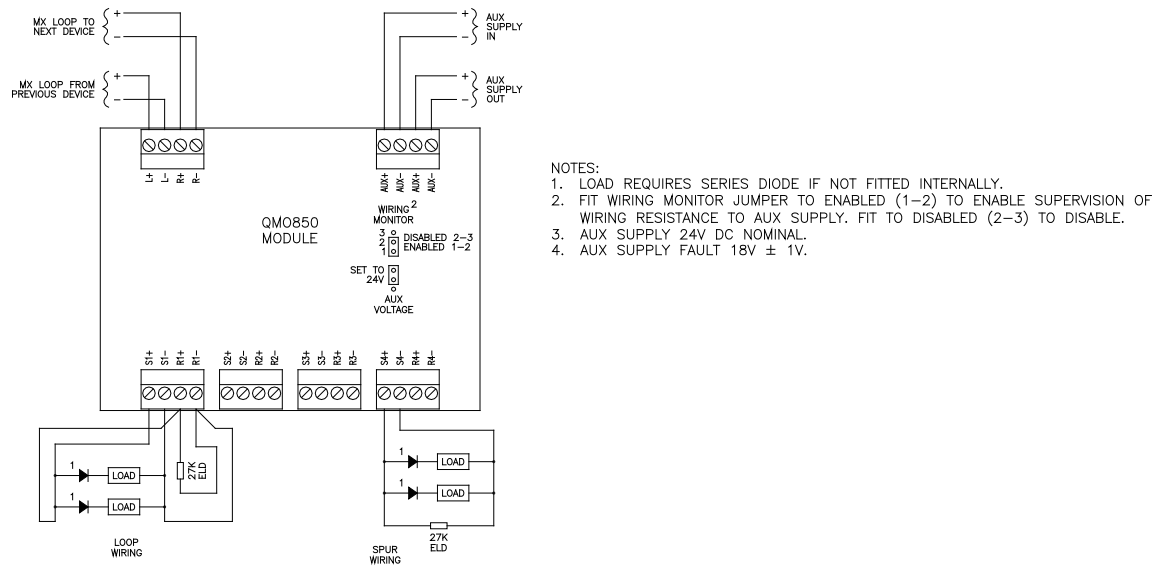 MX LOOP TO
NEXT DEVICE
+
−
MX LOOP FROM
PREVIOUS DEVICE
+
−
+
−
AUX
SUPPLY
IN
+
−
AUX
SUPPLY
OUT
L+
L−
R+
R−
AUX+
AUX−
AUX+
AUX−
QMO850
MODULE
WIRING 2
MONITOR
3
2
1
DISABLED 2−3
ENABLED 1−2
SET TO
24V
AUX
VOLTAGE
S1+
S1−
R1+
R1−
S2+
S2−
R2+
R2−
S3+
S3−
R3+
R3−
S4+
S4−
R4+
R4−
1
LOAD
1
LOAD
27K
ELD
LOOP
WIRING
1
LOAD
1
LOAD
27K
ELD
SPUR
WIRING
NOTES:
1. LOAD REQUIRES SERIES DIODE IF NOT FITTED INTERNALLY.
2. FIT WIRING MONITOR JUMPER TO ENABLED (1−2) TO ENABLE SUPERVISION OF
WIRING RESISTANCE TO AUX SUPPLY. FIT TO DISABLED (2−3) TO DISABLE.
3. AUX SUPPLY 24V DC NOMINAL.
4. AUX SUPPLY FAULT 18V ± 1V.